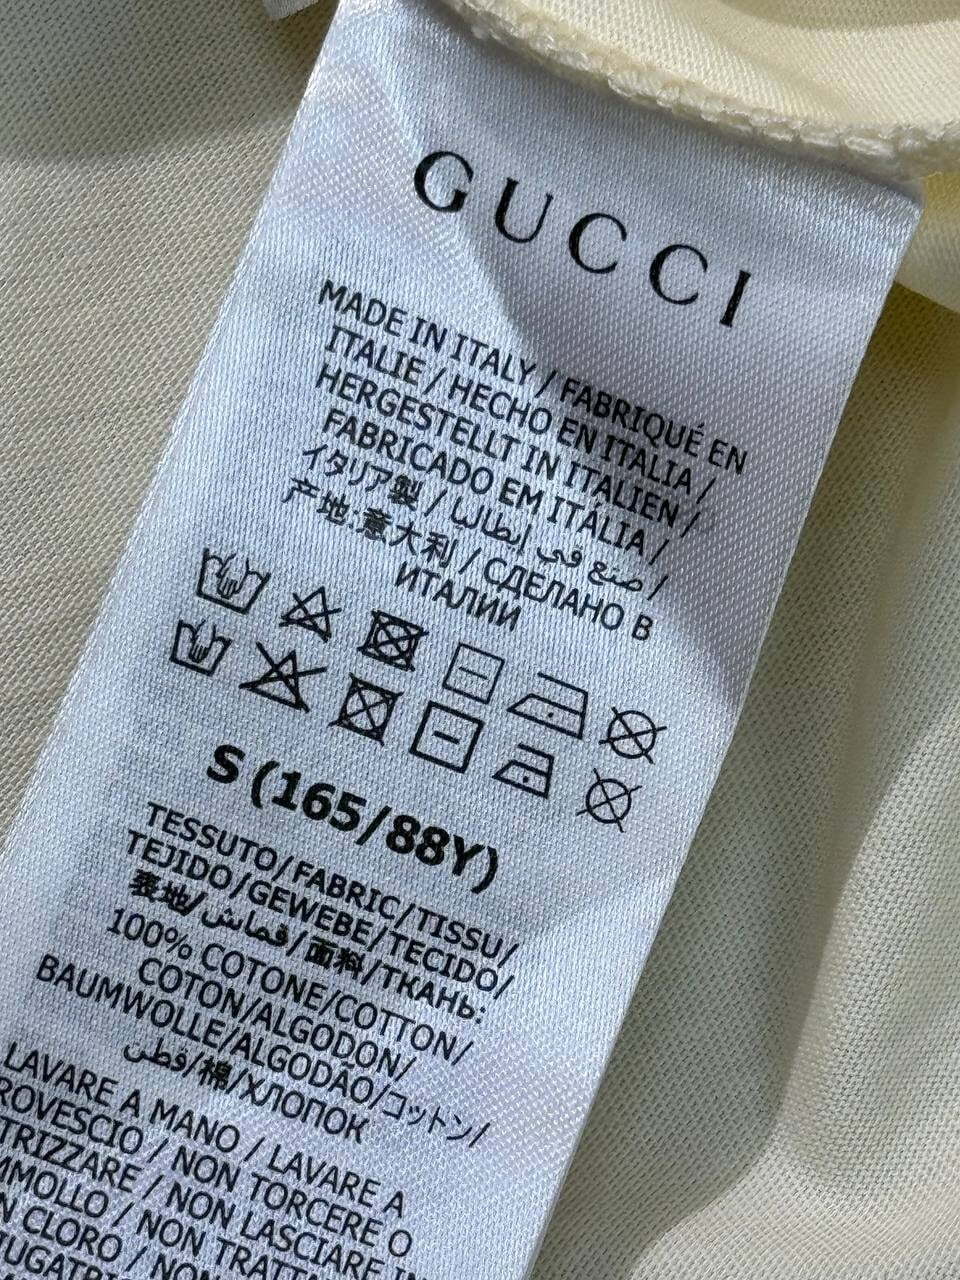 GUCCI
MADE IN ITALY / FABRIQUÉ EN
ITALIE / HECHO EN ITALIA /
HERGESTELLT IN ITALIEN /
FABRICADO EM ITÁLIA /
イタリア製 / صنع في إيطاليا /
产地:意大利 / СДЕЛАНО В
ИТАЛИИ
S (165/88Y)
TESSUTO/FABRIC/TISSU/
TEJIDO/GEWEBE/TECIDO/
表地/قماش/面料/ТКАНЬ:
100% COTONE/COTTON/
COTON/ALGODON/
BAUMWOLLE/ALGODÃO/コットン/
قطن/棉/ХЛОПОК
LAVARE A MANO / LAVARE A
ROVESCIO / NON TORCERE O
TRIZZARE / NON LASCIARE IN
MMOLLO / NON TRATTA
N CLORO / NON
IUGATRI